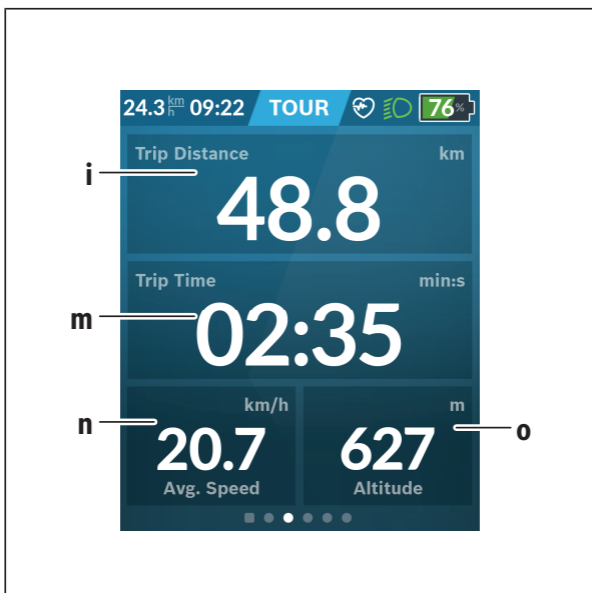 24.3 km/h 09:22 TOUR 76%
Trip Distance km
i
48.8
Trip Time min:s
m
02:35
km/h m
n o
20.7 627
Avg. Speed Altitude